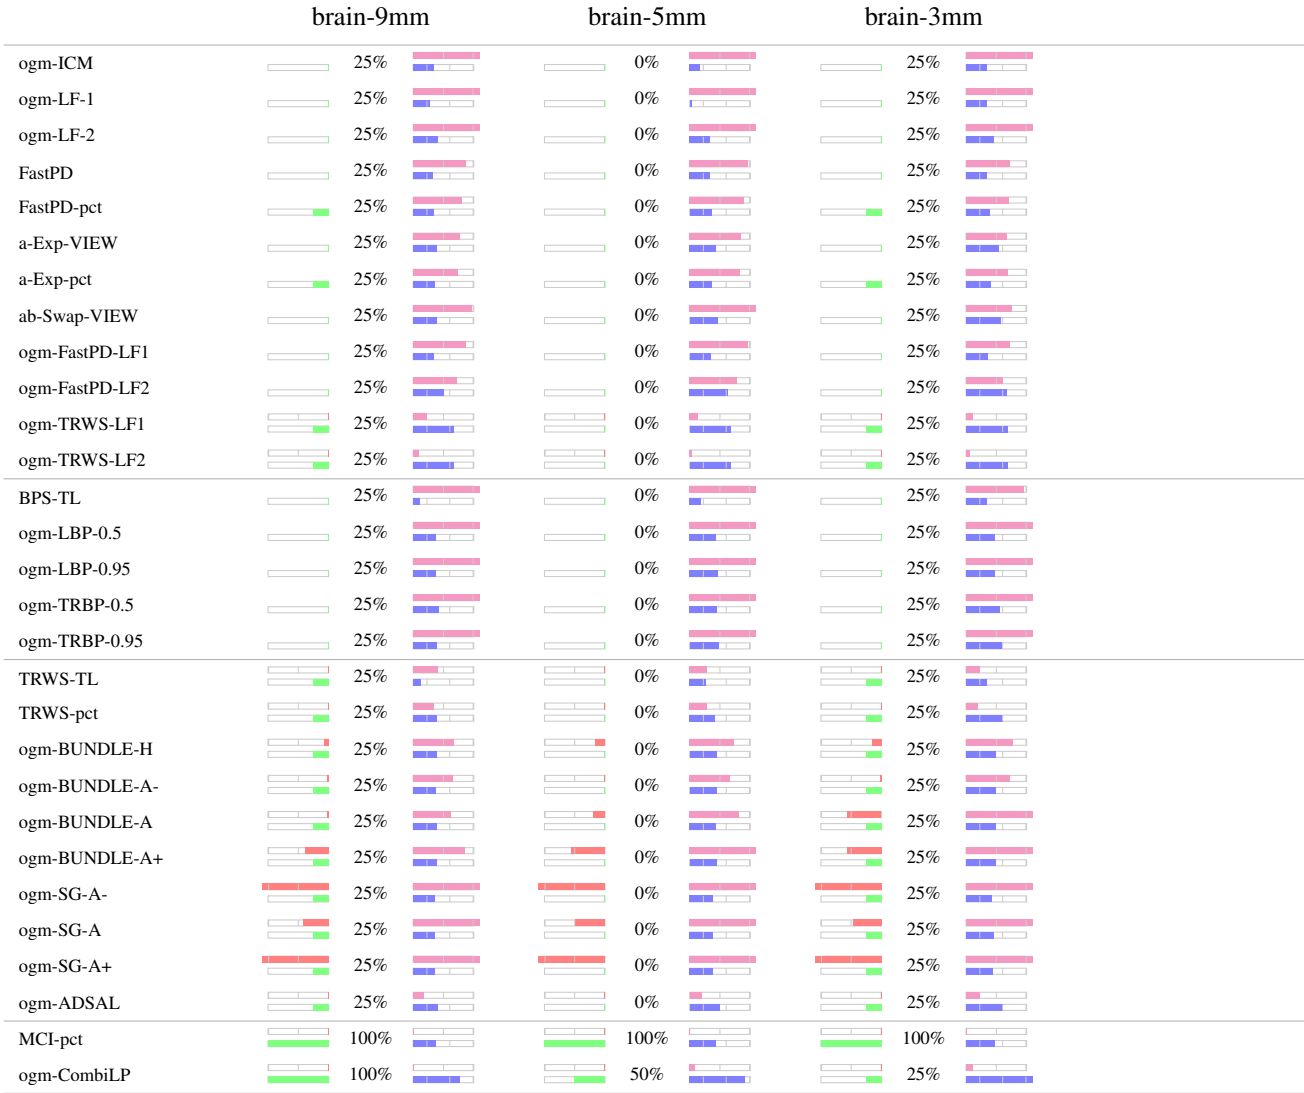 brain-9mm brain-5mm brain-3mm
ogm-ICM 25% 0% 25%
ogm-LF-1 25% 0% 25%
ogm-LF-2 25% 0% 25%
FastPD 25% 0% 25%
FastPD-pct 25% 0% 25%
a-Exp-VIEW 25% 0% 25%
a-Exp-pct 25% 0% 25%
ab-Swap-VIEW 25% 0% 25%
ogm-FastPD-LF1 25% 0% 25%
ogm-FastPD-LF2 25% 0% 25%
ogm-TRWS-LF1 25% 0% 25%
ogm-TRWS-LF2 25% 0% 25%
BPS-TL 25% 0% 25%
ogm-LBP-0.5 25% 0% 25%
ogm-LBP-0.95 25% 0% 25%
ogm-TRBP-0.5 25% 0% 25%
ogm-TRBP-0.95 25% 0% 25%
TRWS-TL 25% 0% 25%
TRWS-pct 25% 0% 25%
ogm-BUNDLE-H 25% 0% 25%
ogm-BUNDLE-A- 25% 0% 25%
ogm-BUNDLE-A 25% 0% 25%
ogm-BUNDLE-A+ 25% 0% 25%
ogm-SG-A- 25% 0% 25%
ogm-SG-A 25% 0% 25%
ogm-SG-A+ 25% 0% 25%
ogm-ADSAL 25% 0% 25%
MCI-pct 100% 100% 100%
ogm-CombiLP 100% 50% 25%